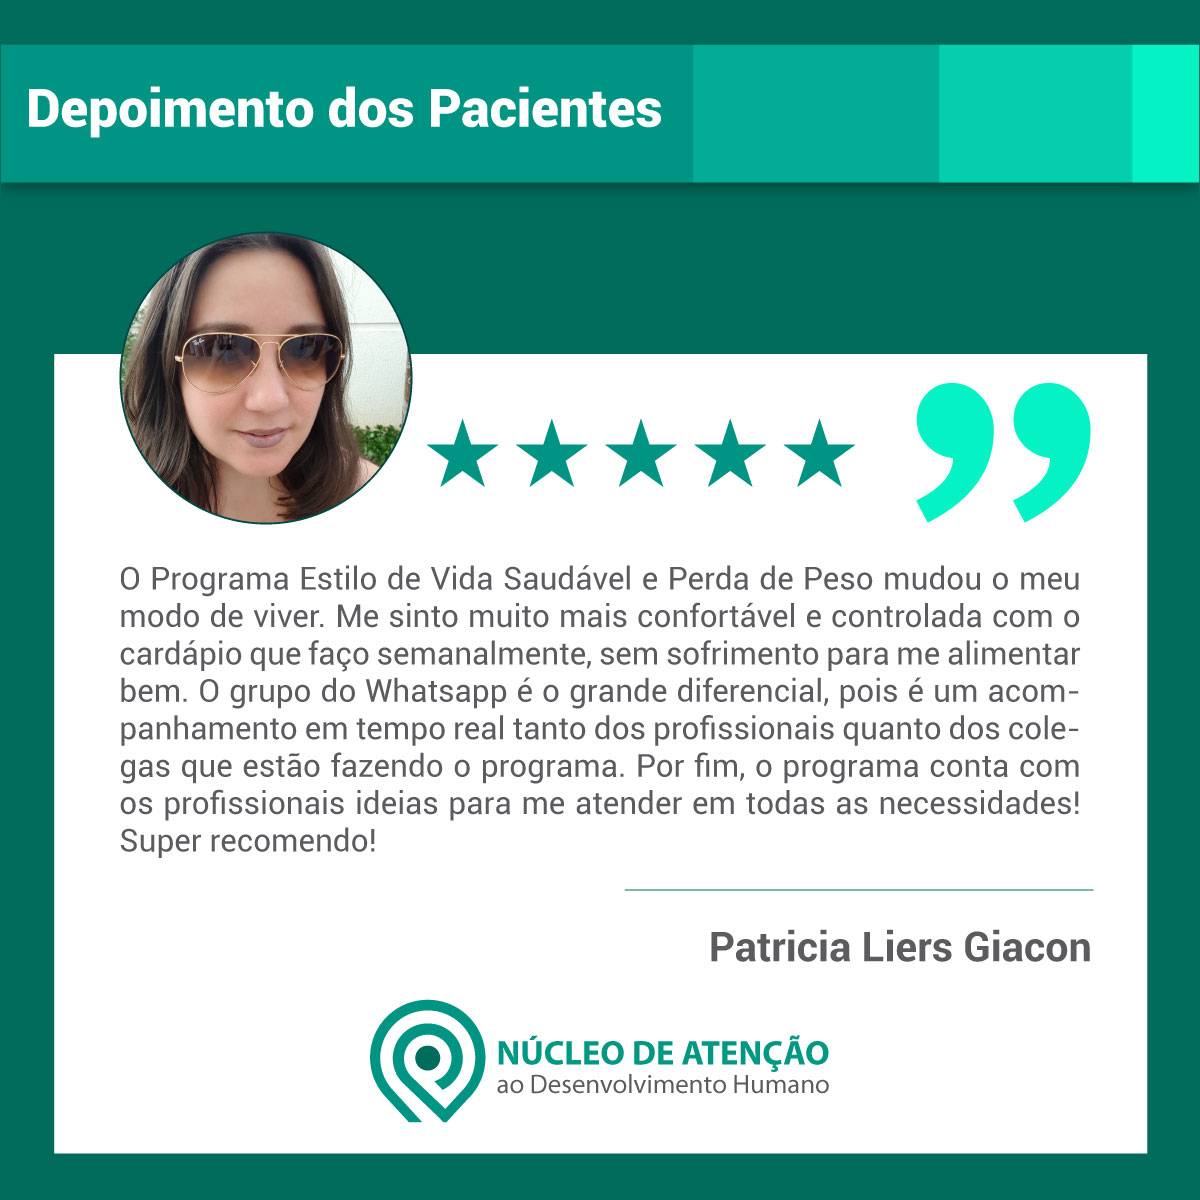 Depoimento dos Pacientes
O Programa Estilo de Vida Saudável e Perda de Peso mudou o meu
modo de viver. Me sinto muito mais confortável e controlada com o
cardápio que faço semanalmente, sem sofrimento para me alimentar
bem. O grupo do Whatsapp é o grande diferencial, pois é um acom-
panhamento em tempo real tanto dos profissionais quanto dos cole-
gas que estão fazendo o programa. Por fim, o programa conta com
os profissionais ideias para me atender em todas as necessidades!
Super recomendo!
Patricia Liers Giacon
NÚCLEO DE ATENÇÃO
ao Desenvolvimento Humano